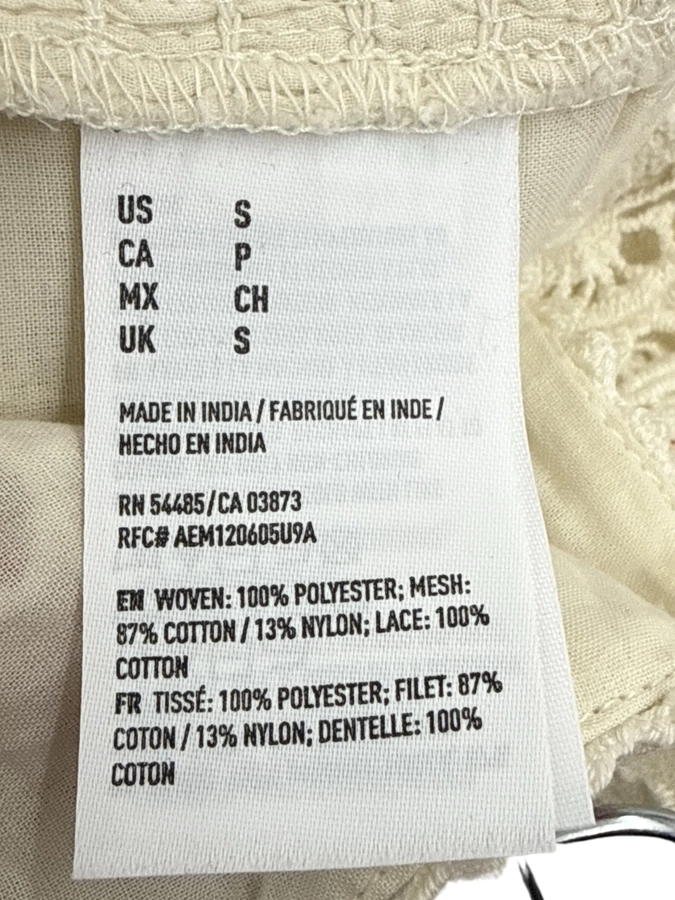 US S
CA P
MX CH
UK S
MADE IN INDIA / FABRIQUÉ EN INDE /
HECHO EN INDIA
RN 54485/CA 03873
RFC# AEM120605U9A
EN WOVEN: 100% POLYESTER; MESH:
87% COTTON / 13% NYLON; LACE: 100%
COTTON
FR TISSÉ: 100% POLYESTER; FILET: 87%
COTON / 13% NYLON; DENTELLE: 100%
COTON